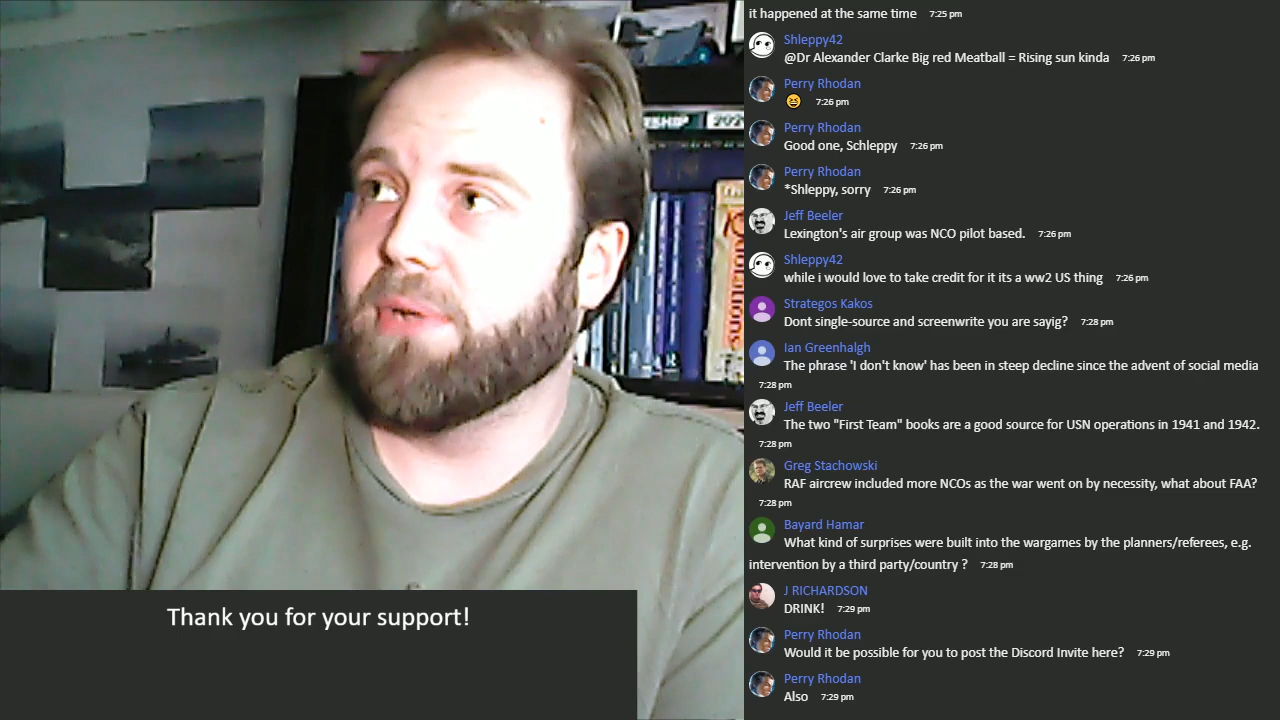 it happened at the same time 7:25 pm
Shleppy42
@Dr Alexander Clarke Big red Meatball = Rising sun kinda 7:26 pm
Perry Rhodan
😆 7:26 pm
Perry Rhodan
Good one, Schleppy 7:26 pm
Perry Rhodan
*Shleppy, sorry 7:26 pm
Jeff Beeler
Lexington's air group was NCO pilot based. 7:26 pm
Shleppy42
while i would love to take credit for it its a ww2 US thing 7:26 pm
Strategos Kakos
Dont single-source and screenwrite you are sayig? 7:28 pm
Ian Greenhalgh
The phrase 'I don't know' has been in steep decline since the advent of social media
7:28 pm
Jeff Beeler
The two "First Team" books are a good source for USN operations in 1941 and 1942.
7:28 pm
Greg Stachowski
RAF aircrew included more NCOs as the war went on by necessity, what about FAA?
7:28 pm
Bayard Hamar
What kind of surprises were built into the wargames by the planners/referees, e.g.
intervention by a third party/country ? 7:28 pm
J RICHARDSON
DRINK! 7:29 pm
Perry Rhodan
Would it be possible for you to post the Discord Invite here? 7:29 pm
Perry Rhodan
Also 7:29 pm
Thank you for your support!